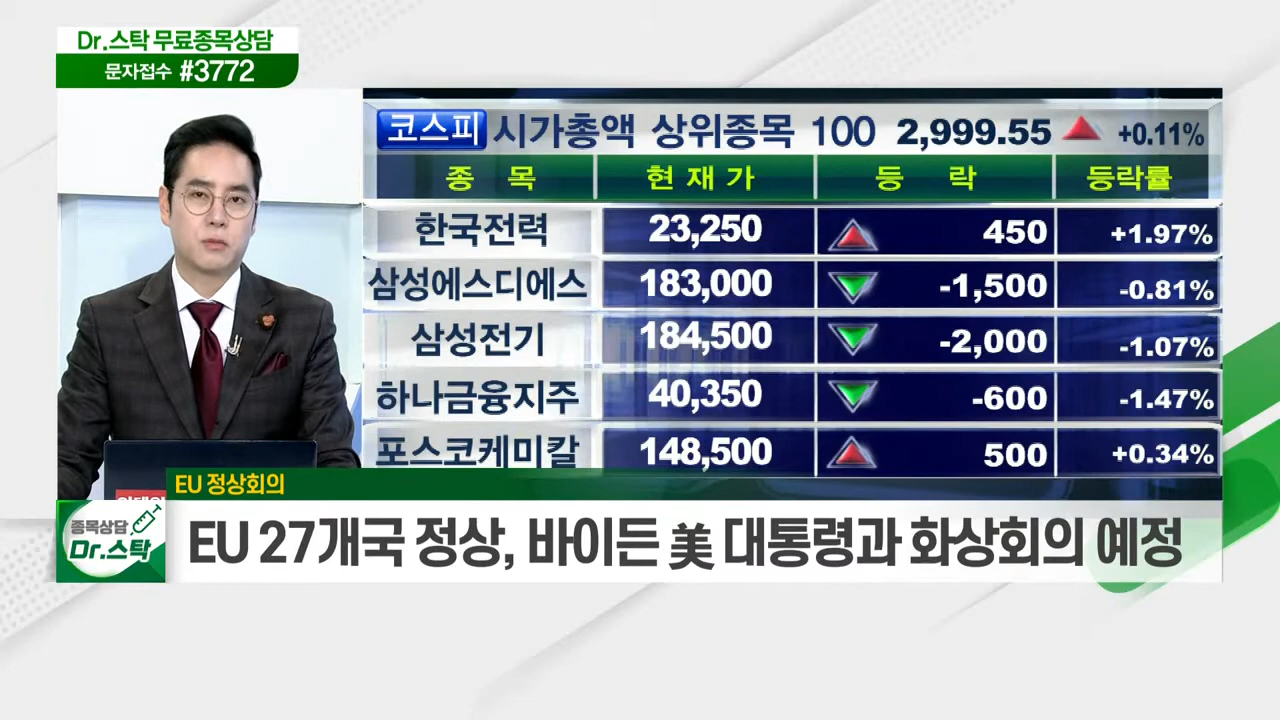 Dr.스탁 무료종목상담
문자접수 #3772
코스피 시가총액 상위종목 100 2,999.55 +0.11%
종 목 현 재 가 등 락 등락률
한국전력 23,250 450 +1.97%
삼성에스디에스 183,000 -1,500 -0.81%
삼성전기 184,500 -2,000 -1.07%
하나금융지주 40,350 -600 -1.47%
포스코케미칼 148,500 500 +0.34%
EU 정상회의
종목상담
Dr.스탁
EU 27개국 정상, 바이든 美 대통령과 화상회의 예정